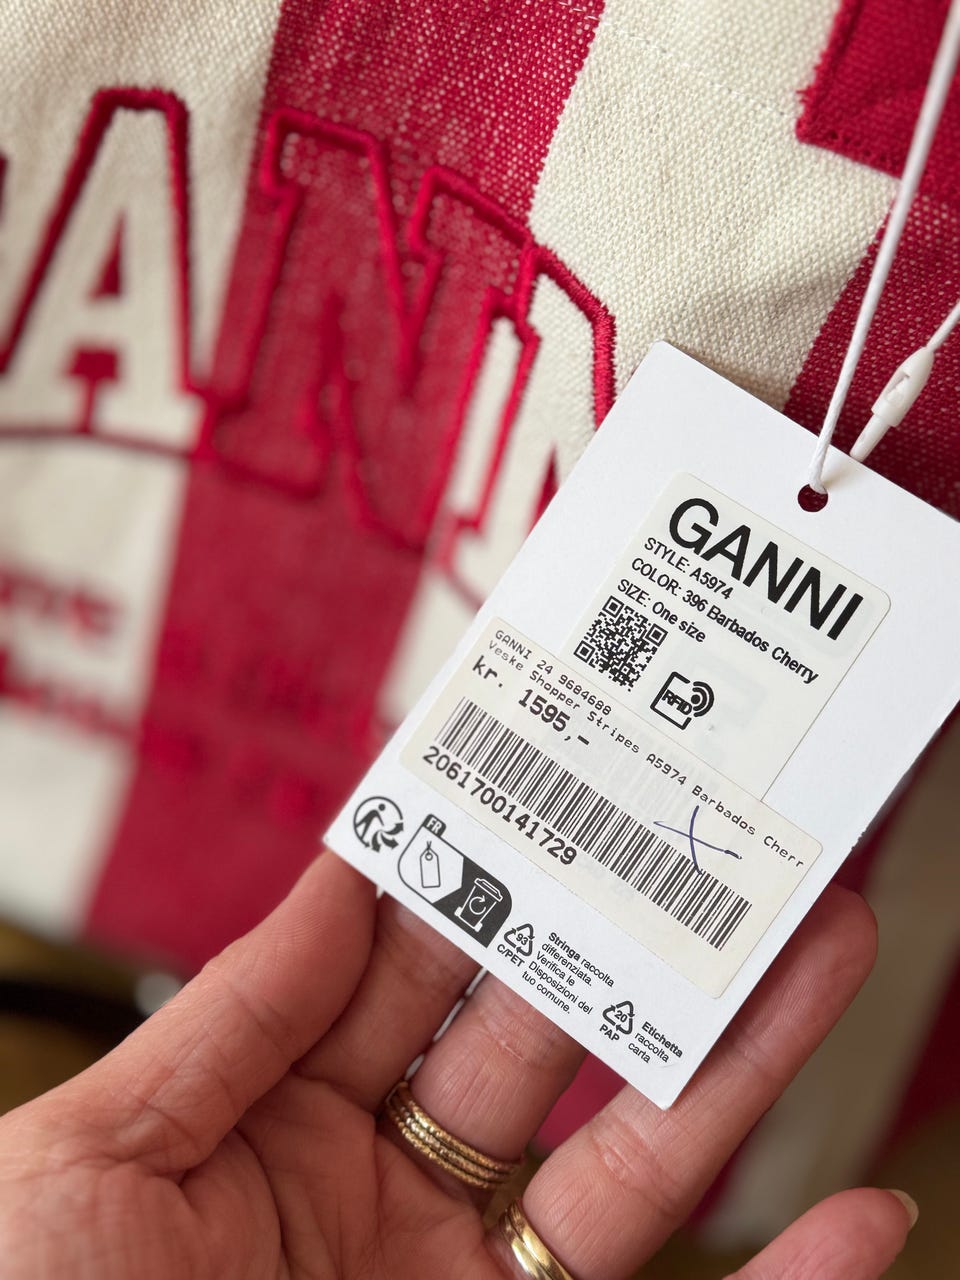 ANN
GANNI
STYLE: A5974
COLOR: 396 Barbados Cherry
SIZE: One size
RFID
GANNI 24 9684688
Veske Shopper Stripes A5974 Barbados Cherr
kr. 1595,-
2061700141729
FR
93
C/PET
Stringa raccolta
differenziata.
Verifica le
Disposizioni del
tuo comune.
20
PAP
Etichetta
raccolta
carta